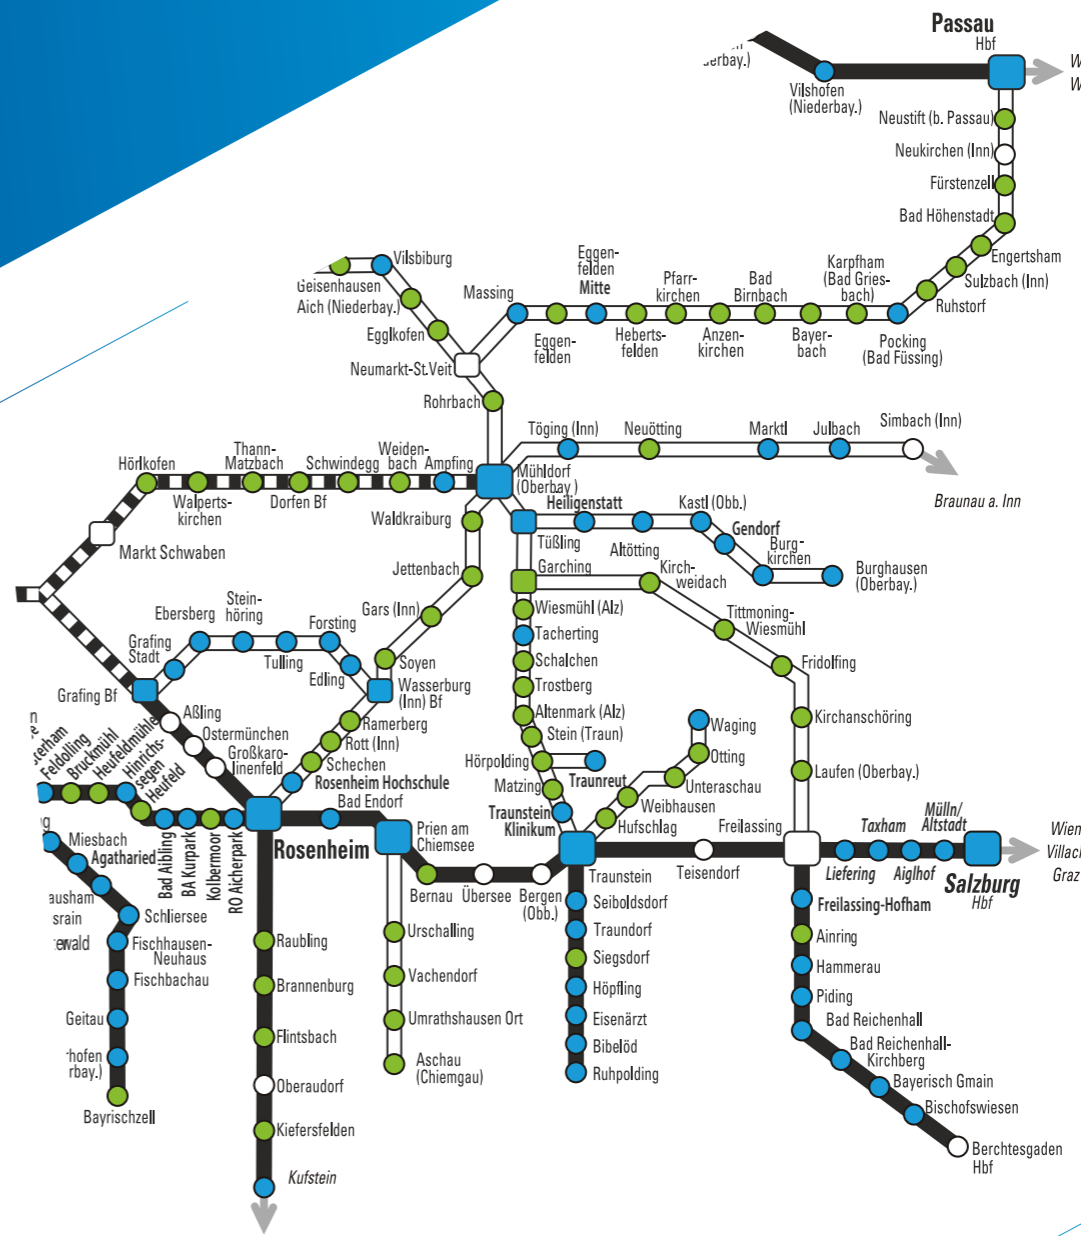 Passau
Hbf
Vilshofen
(Niederbay.)
Neustift (b. Passau)
Neukirchen (Inn)
Fürstenzell
Bad Höhenstadt
Engertsham
Sulzbach (Inn)
Ruhstorf
Karpfham
(Bad Gries-
bach)
Pocking
(Bad Füssing)
Bayer-
bach
Bad
Birnbach
Anzen-
kirchen
Pfarr-
kirchen
Heberts-
felden
Eggen-
felden
Mitte
Eggen-
felden
Massing
Vilsbiburg
Geisenhausen
Aich (Niederbay.)
Egglkofen
Neumarkt-St.Veit
Rohrbach
Töging (Inn)
Neuötting
Marktl
Julbach
Simbach (Inn)
Braunau a. Inn
Hörlkofen
Walperts-
kirchen
Thann-
Matzbach
Dorfen Bf
Schwindegg
Weiden-
bach
Ampfing
Mühldorf
(Oberbay.)
Markt Schwaben
Waldkraiburg
Jettenbach
Gars (Inn)
Soyen
Wasserburg
(Inn) Bf
Tüßling
Heiligenstatt
Altötting
Kastl (Obb.)
Gendorf
Burg-
kirchen
Burghausen
(Oberbay.)
Garching
Kirch-
weidach
Tittmoning-
Wiesmühl
Fridolfing
Kirchanschöring
Laufen (Oberbay.)
Wiesmühl (Alz)
Tacherting
Schalchen
Trostberg
Altenmark (Alz)
Stein (Traun)
Hörpolding
Traunreut
Matzing
Traunstein
Klinikum
Waging
Otting
Unteraschau
Weibhausen
Hufschlag
Grafing Bf
Grafing
Stadt
Ebersberg
Stein-
höring
Tulling
Forsting
Edling
Ramerberg
Rott (Inn)
Schechen
Rosenheim Hochschule
Aßling
Ostermünchen
Großkaro-
linenfeld
Feldolling
Bruckmühl
Heufeldmühle
Hinrichs-
segen
Heufeld
Bad Aibling
BA Kurpark
Kolbermoor
RO Aicherpark
Rosenheim
Bad Endorf
Prien am
Chiemsee
Bernau
Übersee
Bergen
(Obb.)
Traunstein
Teisendorf
Freilassing
Liefering
Taxham
Aiglhof
Mülln/
Altstadt
Salzburg
Hbf
Wien
Villach
Graz
Miesbach
Agatharied
Schliersee
Fischhausen-
Neuhaus
Fischbachau
Geitau
Bayrischzell
Raubling
Brannenburg
Flintsbach
Oberaudorf
Kiefersfelden
Kufstein
Urschalling
Vachendorf
Umrathshausen Ort
Aschau
(Chiemgau)
Seiboldsdorf
Traundorf
Siegsdorf
Höpfling
Eisenärzt
Bibelöd
Ruhpolding
Freilassing-Hofham
Ainring
Hammerau
Piding
Bad Reichenhall
Bad Reichenhall-
Kirchberg
Bayerisch Gmain
Bischofswiesen
Berchtesgaden
Hbf